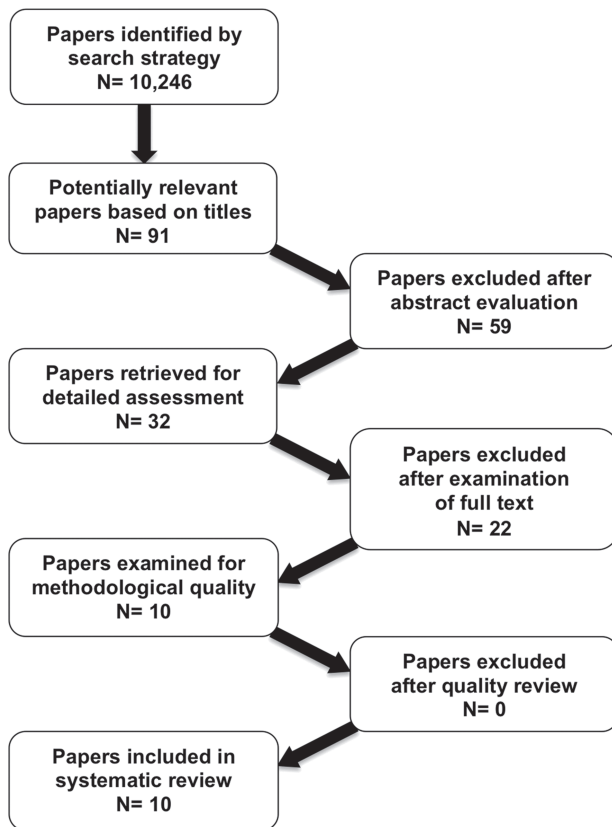 Papers identified by
search strategy
N= 10,246
Potentially relevant
papers based on titles
N= 91
Papers excluded after
abstract evaluation
N= 59
Papers retrieved for
detailed assessment
N= 32
Papers excluded
after examination
of full text
N= 22
Papers examined for
methodological quality
N= 10
Papers excluded
after quality review
N= 0
Papers included in
systematic review
N= 10